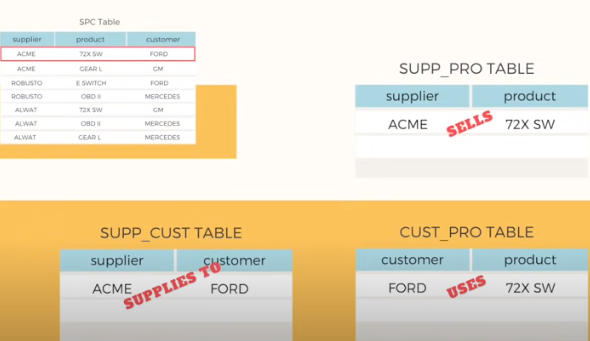 SPC Table
supplier product customer
ACME 72X SW FORD
ACME GEAR L GM
ROBUSTO E SWITCH FORD
ROBUSTO OBD II MERCEDES
ALWAT 72X SW GM
ALWAT OBD II MERCEDES
ALWAT GEAR L MERCEDES
SUPP_PRO TABLE
supplier product
ACME SELLS 72X SW
SUPP_CUST TABLE
supplier customer
ACME SUPPLIES TO FORD
CUST_PRO TABLE
customer product
FORD USES 72X SW